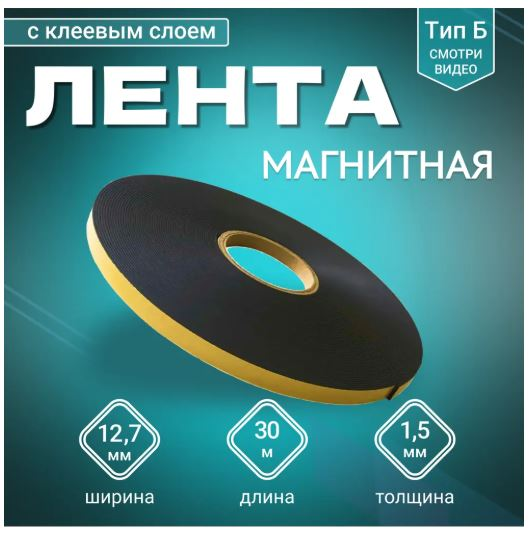 с клеевым слоем
Тип Б
СМОТРИ
ВИДЕО
ЛЕНТА
МАГНИТНАЯ
12,7
мм
30
м
1,5
мм
ширина
длина
толщина